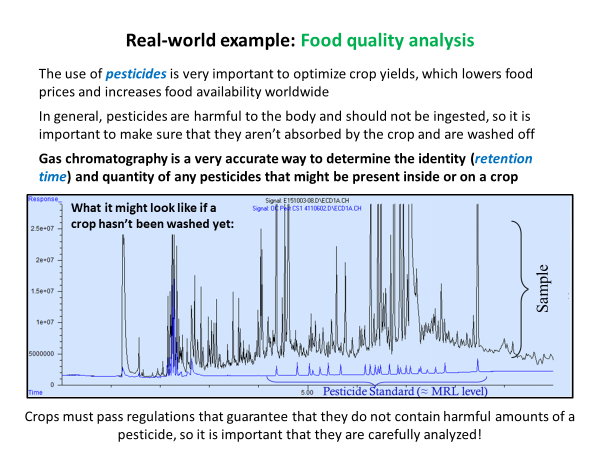 Real-world example: Food quality analysis
The use of pesticides is very important to optimize crop yields, which lowers food
prices and increases food availability worldwide
In general, pesticides are harmful to the body and should not be ingested, so it is
important to make sure that they aren't absorbed by the crop and are washed off
Gas chromatography is a very accurate way to determine the identity (retention
time) and quantity of any pesticides that might be present inside or on a crop
Response_
Signal: E151003-08.D\ECD1A.CH
Signal: OC Pest CS1 4110602.D\ECD1A.CH
What it might look like if a
crop hasn't been washed yet:
2.5e+07
2e+07
1.5e+07
1e+07
5000000
0
Time
5.00
Sample
Pesticide Standard (≈ MRL level)
Crops must pass regulations that guarantee that they do not contain harmful amounts of a
pesticide, so it is important that they are carefully analyzed!